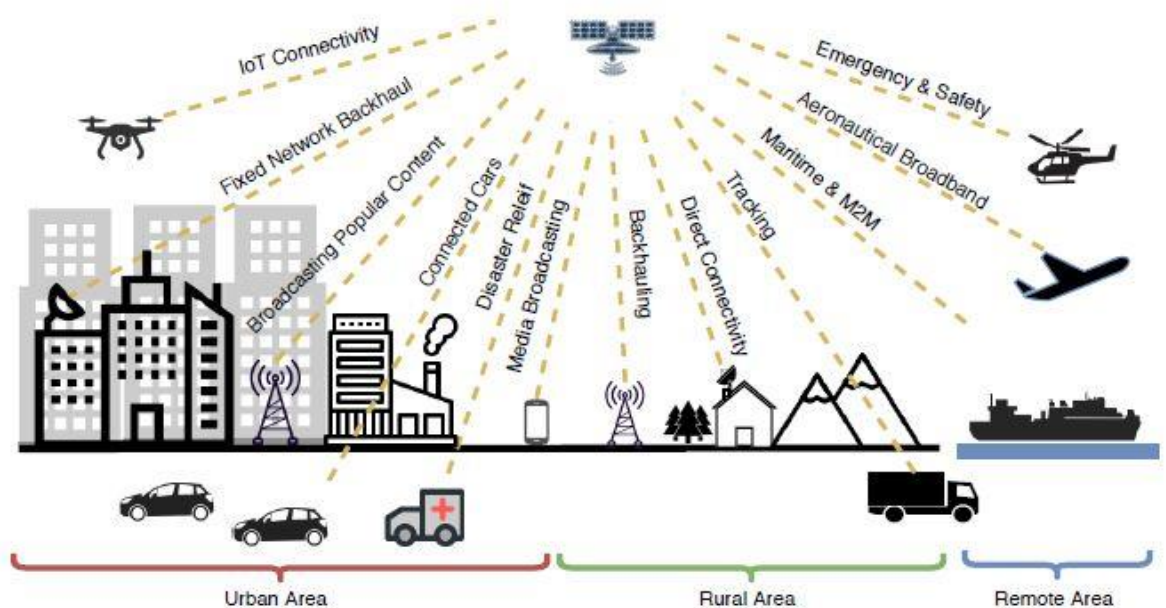 IoT Connectivity
Fixed Network Backhaul
Broadcasting Popular Content
Connected Cars
Disaster Releif
Media Broadcasting
Backhauling
Direct Connectivity
Tracking
Maritime & M2M
Aeronautical Broadband
Emergency & Safety
Urban Area
Rural Area
Remote Area